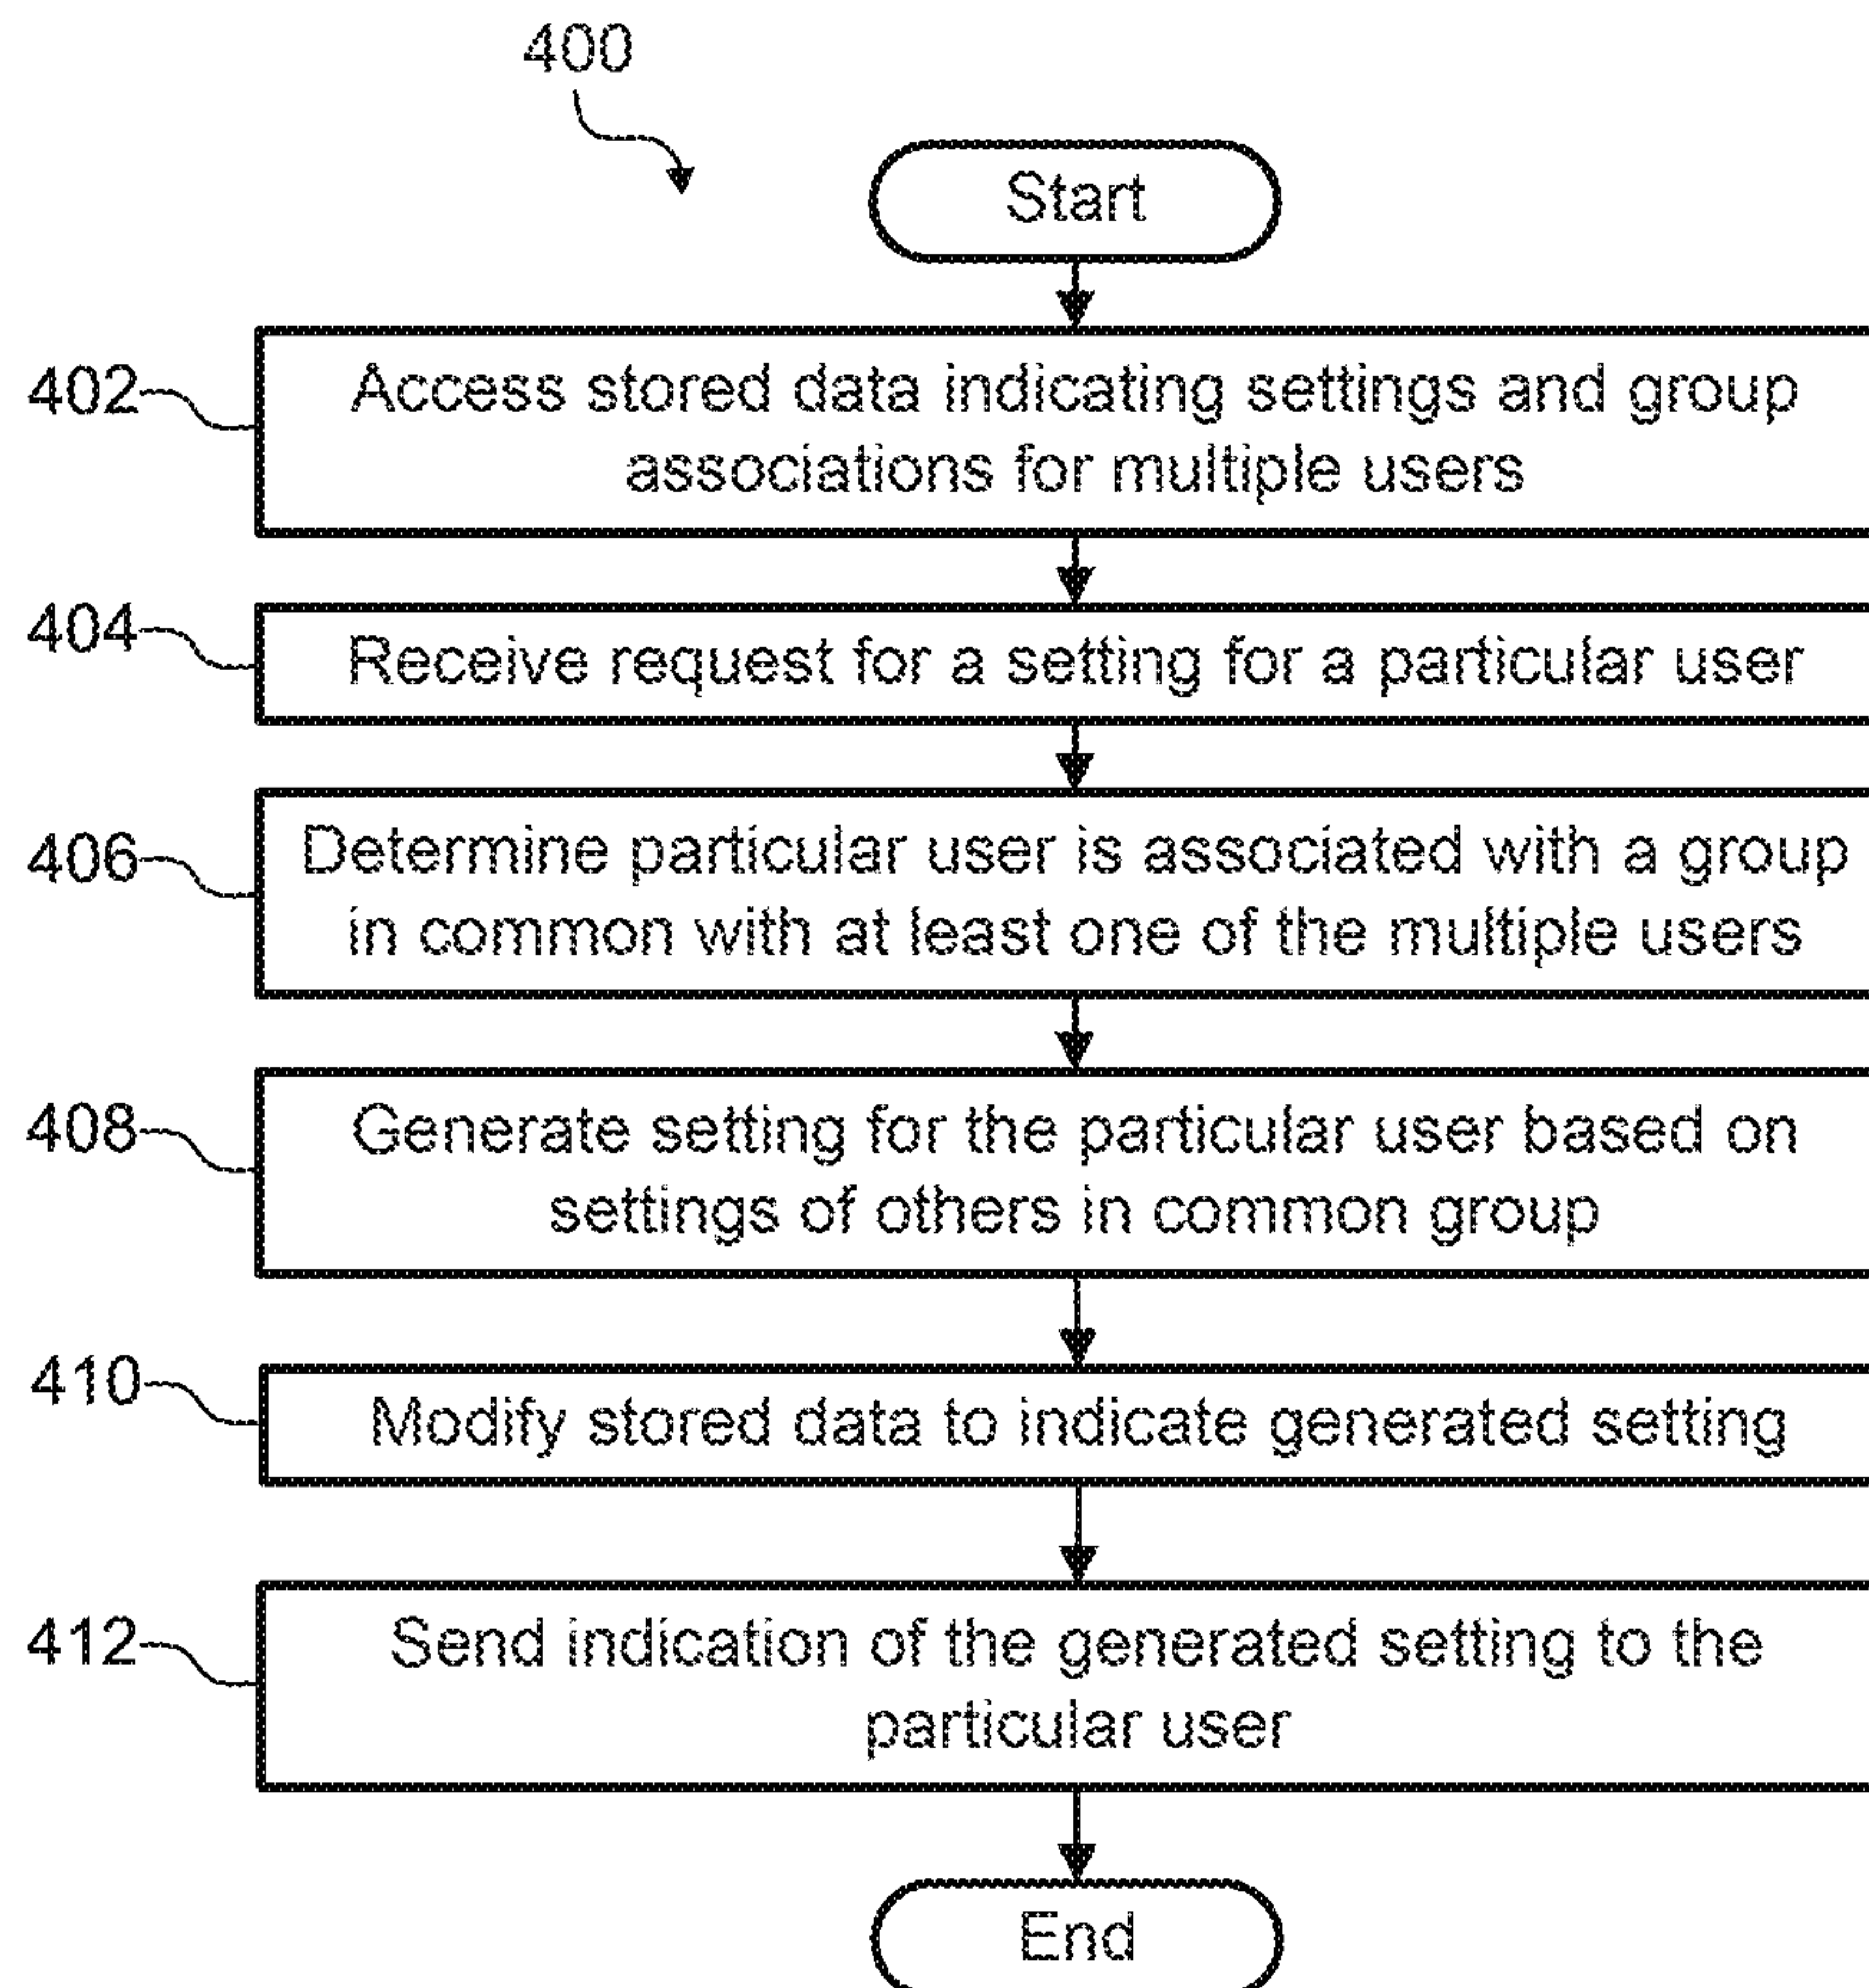 400
Start
402
Access stored data indicating settings and group
associations for multiple users
404
Receive request for a setting for a particular user
406
Determine particular user is associated with a group
in common with at least one of the multiple users
408
Generate setting for the particular user based on
settings of others in common group
410
Modify stored data to indicate generated setting
412
Send indication of the generated setting to the
particular user
End